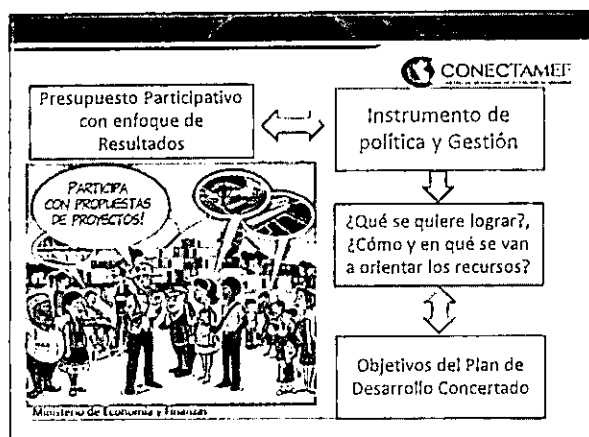 CONECTAMEF
Presupuesto Participativo
con enfoque de
Resultados
Instrumento de
política y Gestión
PARTICIPA
CON PROPUESTAS
DE PROYECTOS!
¿Qué se quiere lograr?,
¿Cómo y en qué se van
a orientar los recursos?
Objetivos del Plan de
Desarrollo Concertado
Ministerio de Economía y Finanzas